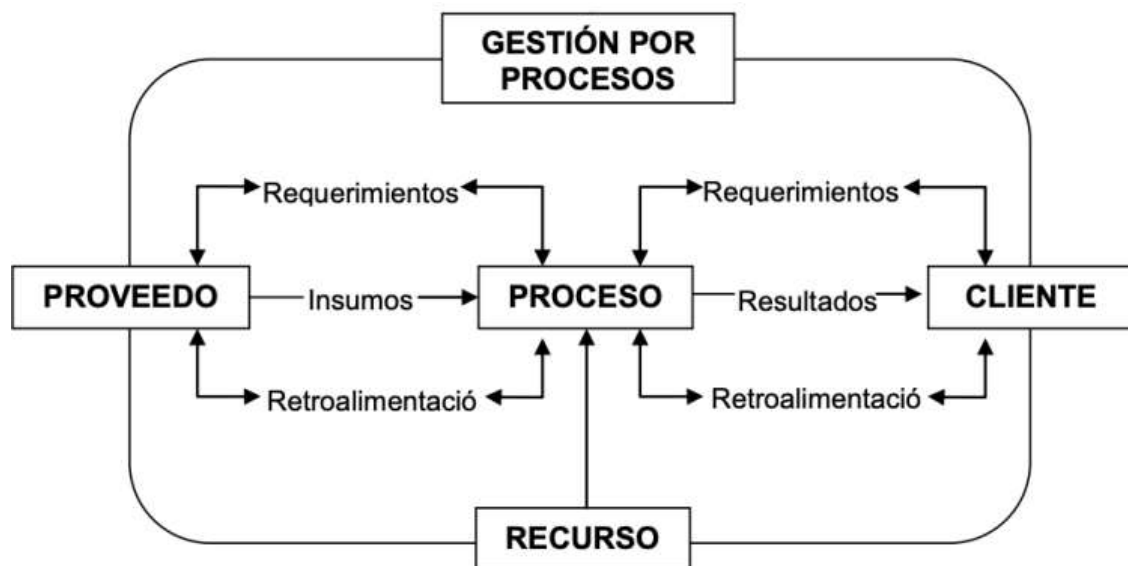 GESTIÓN POR
PROCESOS
Requerimientos
Requerimientos
PROVEEDO
Insumos
PROCESO
Resultados
CLIENTE
Retroalimentació
Retroalimentació
RECURSO